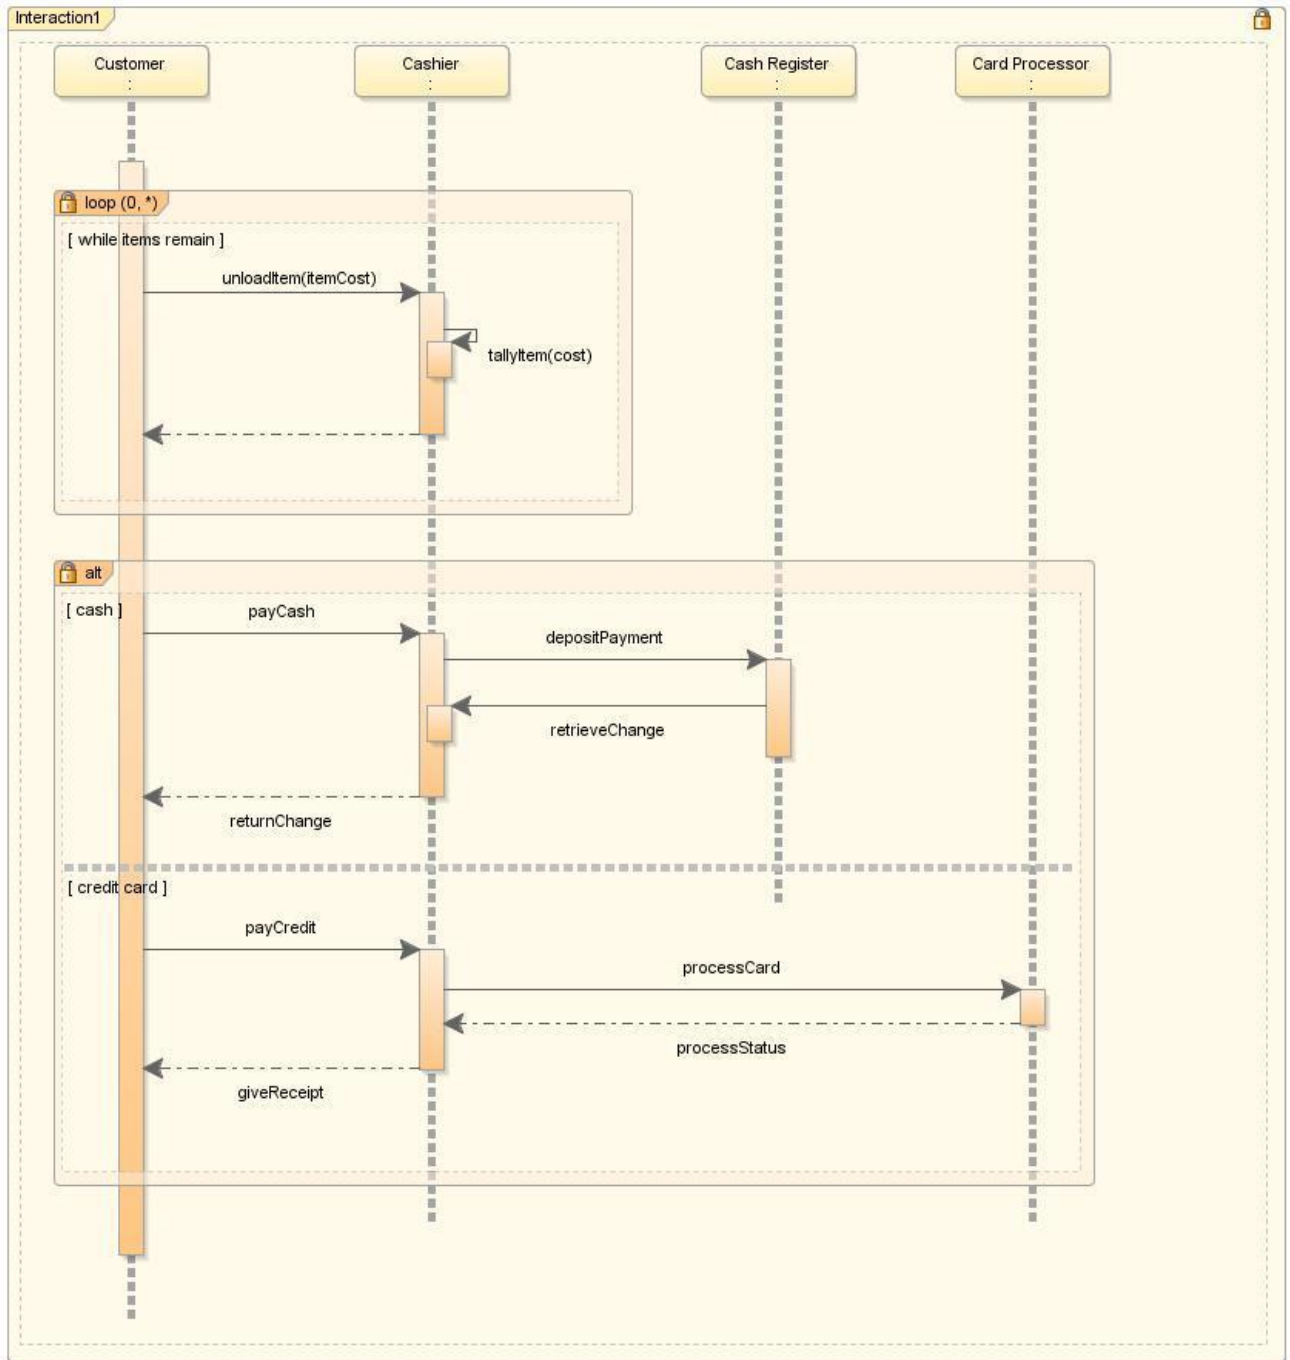 Interaction1
Customer
:
Cashier
:
Cash Register
:
Card Processor
:
loop (0, *)
[ while items remain ]
unloadItem(itemCost)
tallyItem(cost)
alt
[ cash ]
payCash
depositPayment
retrieveChange
returnChange
[ credit card ]
payCredit
processCard
processStatus
giveReceipt